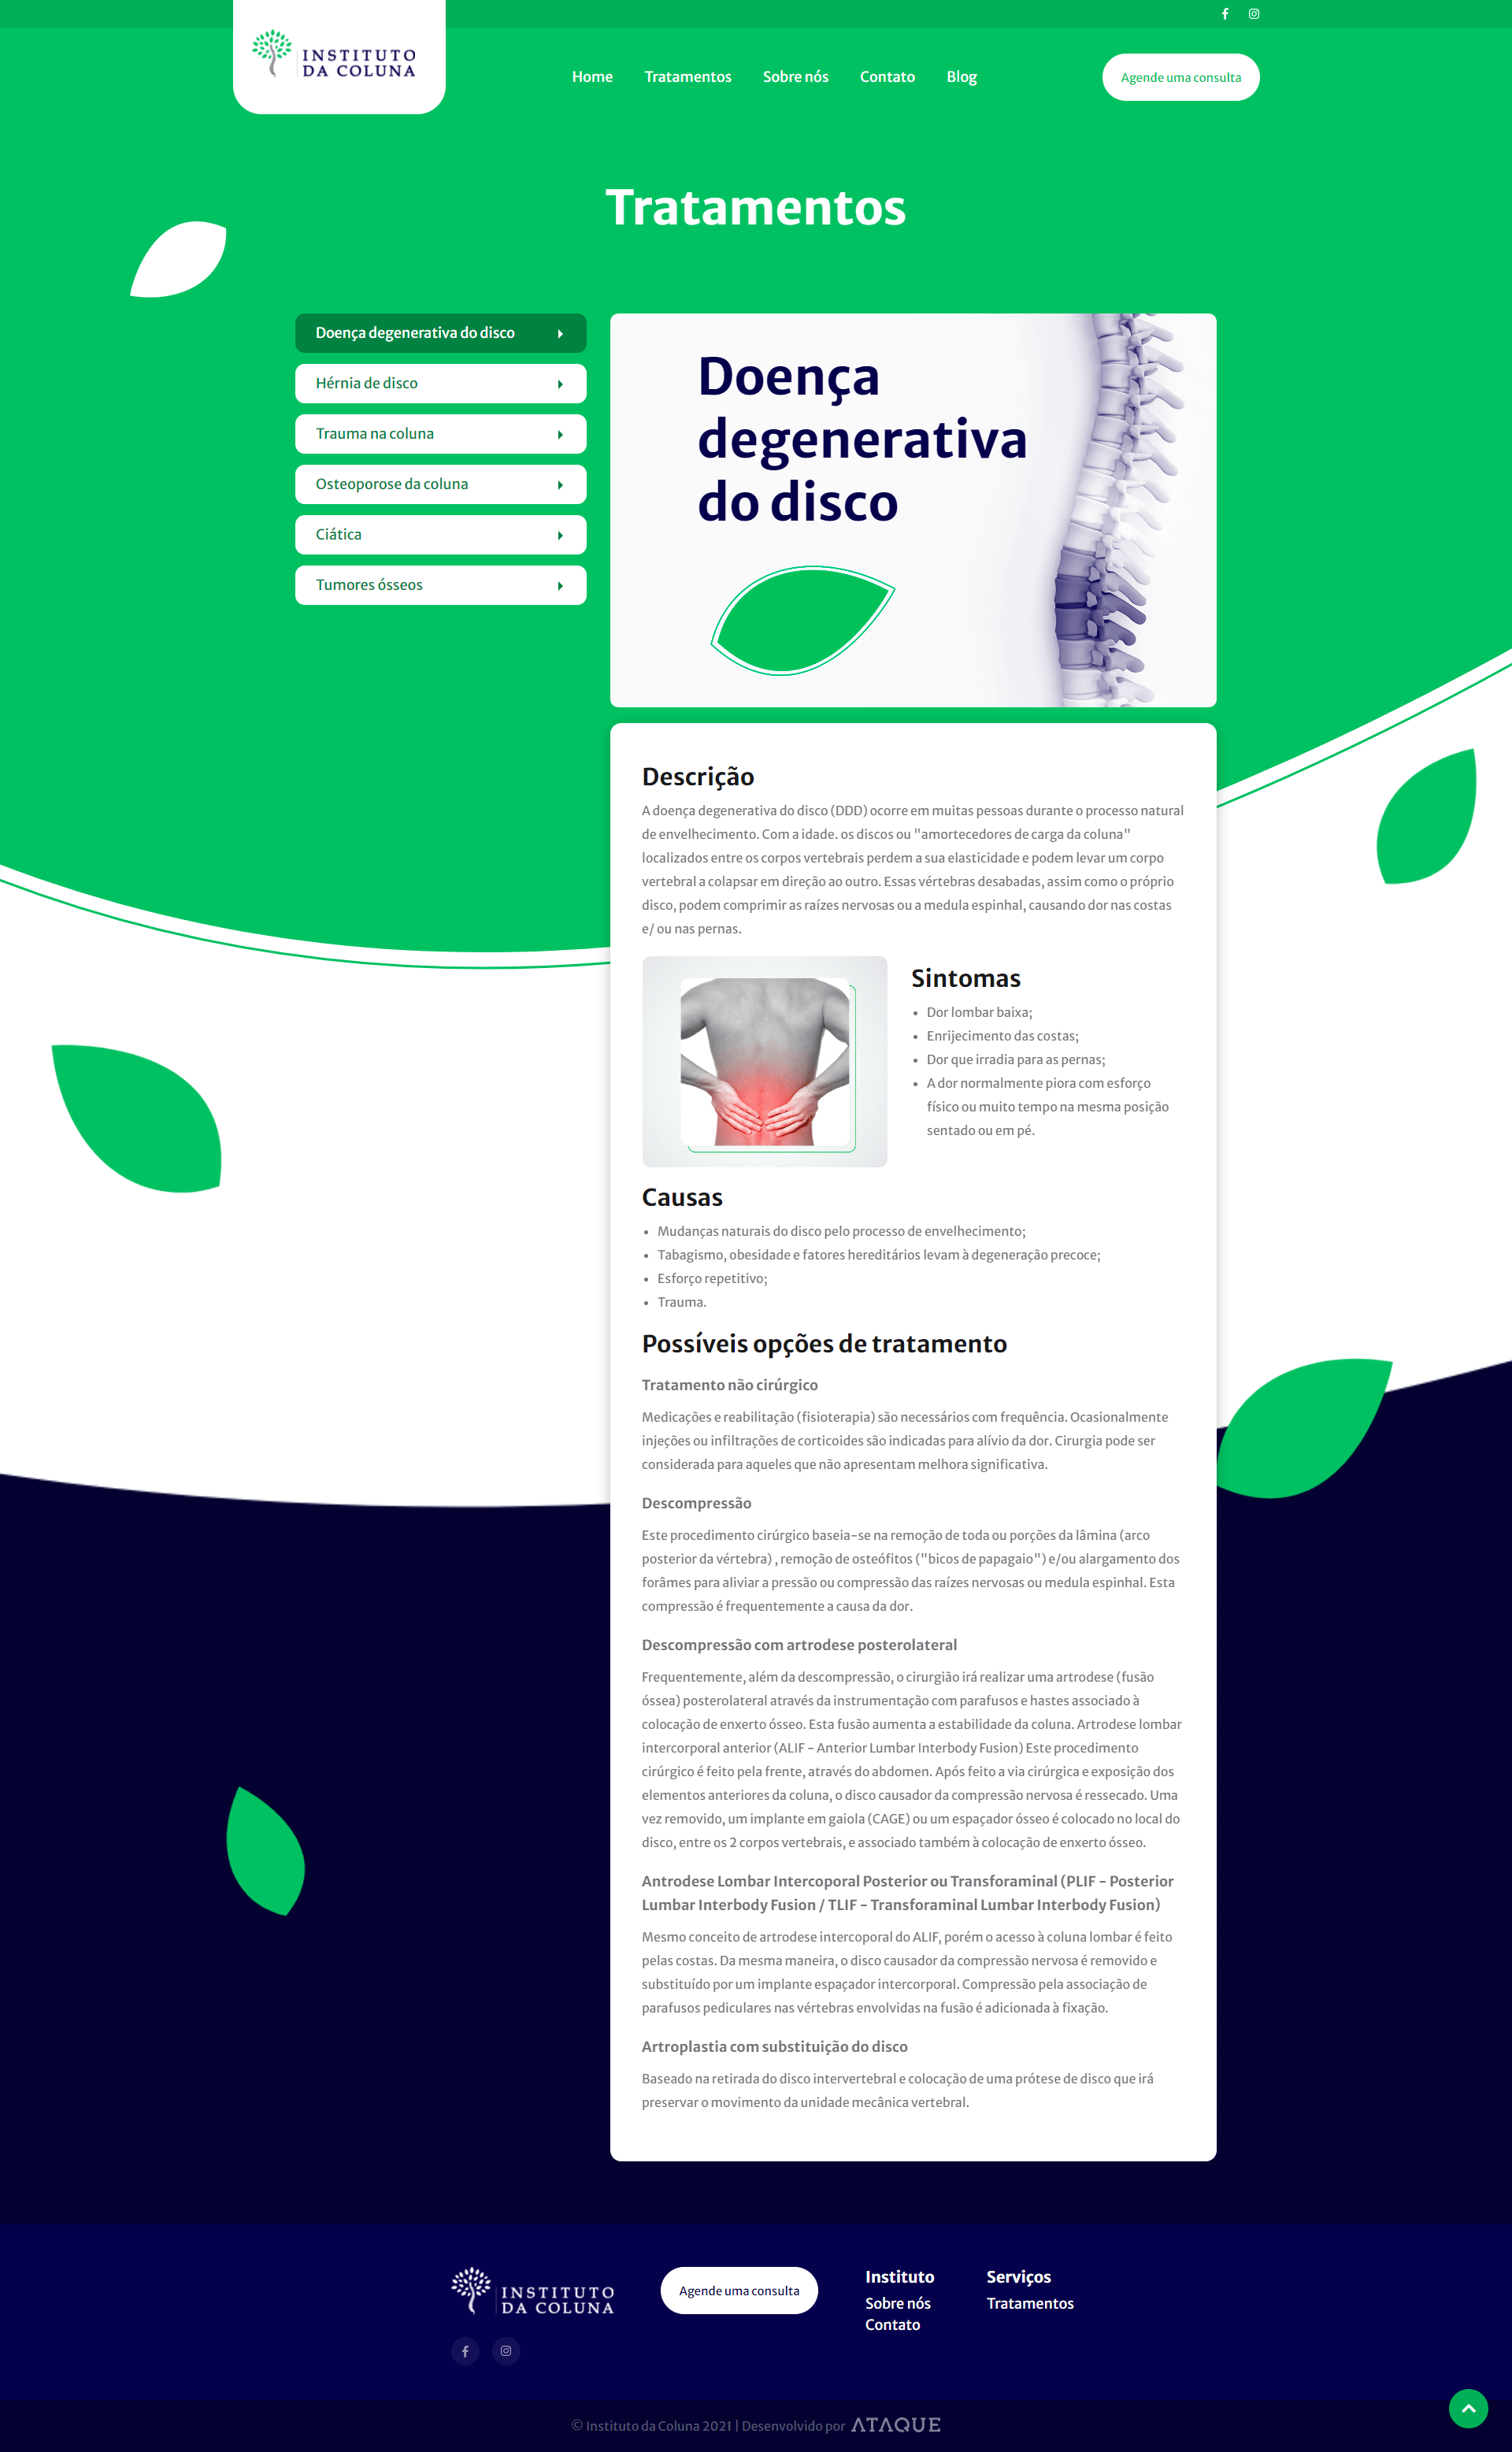 INSTITUTO
DA COLUNA
Home
Tratamentos
Sobre nós
Contato
Blog
Agende uma consulta
Tratamentos
Doença degenerativa do disco
Hérnia de disco
Trauma na coluna
Osteoporose da coluna
Ciática
Tumores ósseos
Doença
degenerativa
do disco
Descrição
A doença degenerativa do disco (DDD) ocorre em muitas pessoas durante o processo natural
de envelhecimento. Com a idade. os discos ou "amortecedores de carga da coluna"
localizados entre os corpos vertebrais perdem a sua elasticidade e podem levar um corpo
vertebral a colapsar em direção ao outro. Essas vértebras desabadas, assim como o próprio
disco, podem comprimir as raízes nervosas ou a medula espinhal, causando dor nas costas
e/ ou nas pernas.
Sintomas
• Dor lombar baixa;
• Enrijecimento das costas;
• Dor que irradia para as pernas;
• A dor normalmente piora com esforço
físico ou muito tempo na mesma posição
sentado ou em pé.
Causas
• Mudanças naturais do disco pelo processo de envelhecimento;
• Tabagismo, obesidade e fatores hereditários levam à degeneração precoce;
• Esforço repetitivo;
• Trauma.
Possíveis opções de tratamento
Tratamento não cirúrgico
Medicações e reabilitação (fisioterapia) são necessários com frequência. Ocasionalmente
injeções ou infiltrações de corticoides são indicadas para alívio da dor. Cirurgia pode ser
considerada para aqueles que não apresentam melhora significativa.
Descompressão
Este procedimento cirúrgico baseia-se na remoção de toda ou porções da lâmina (arco
posterior da vértebra) , remoção de osteófitos ("bicos de papagaio") e/ou alargamento dos
forâmes para aliviar a pressão ou compressão das raízes nervosas ou medula espinhal. Esta
compressão é frequentemente a causa da dor.
Descompressão com artrodese posterolateral
Frequentemente, além da descompressão, o cirurgião irá realizar uma artrodese (fusão
óssea) posterolateral através da instrumentação com parafusos e hastes associado à
colocação de enxerto ósseo. Esta fusão aumenta a estabilidade da coluna. Artrodese lombar
intercorporal anterior (ALIF - Anterior Lumbar Interbody Fusion) Este procedimento
cirúrgico é feito pela frente, através do abdomen. Após feito a via cirúrgica e exposição dos
elementos anteriores da coluna, o disco causador da compressão nervosa é ressecado. Uma
vez removido, um implante em gaiola (CAGE) ou um espaçador ósseo é colocado no local do
disco, entre os 2 corpos vertebrais, e associado também à colocação de enxerto ósseo.
Antrodese Lombar Intercoporal Posterior ou Transforaminal (PLIF - Posterior
Lumbar Interbody Fusion / TLIF - Transforaminal Lumbar Interbody Fusion)
Mesmo conceito de artrodese intercoporal do ALIF, porém o acesso à coluna lombar é feito
pelas costas. Da mesma maneira, o disco causador da compressão nervosa é removido e
substituído por um implante espaçador intercorporal. Compressão pela associação de
parafusos pediculares nas vértebras envolvidas na fusão é adicionada à fixação.
Artroplastia com substituição do disco
Baseado na retirada do disco intervertebral e colocação de uma prótese de disco que irá
preservar o movimento da unidade mecânica vertebral.
INSTITUTO
DA COLUNA
Agende uma consulta
Instituto
Sobre nós
Contato
Serviços
Tratamentos
© Instituto da Coluna 2021 | Desenvolvido por ATAQUE